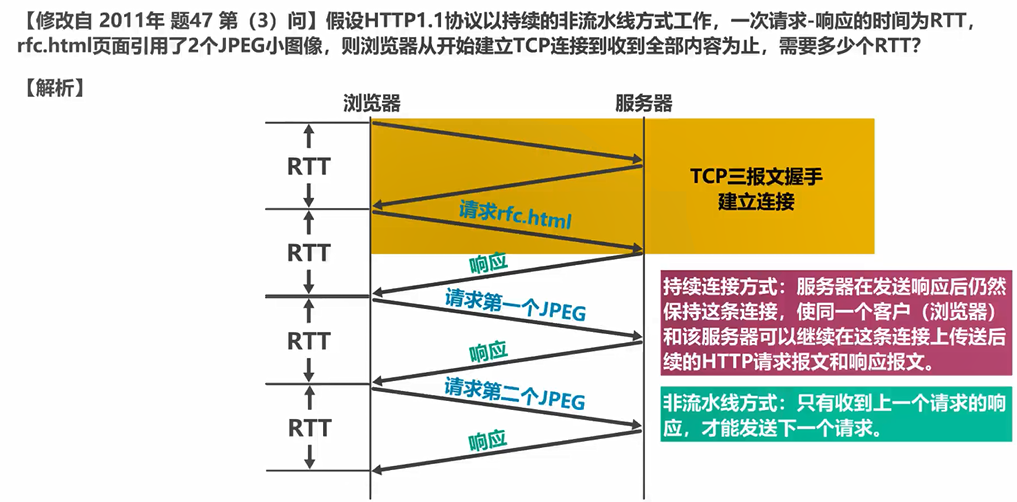 【修改自 2011年 题47 第（3）问】假设HTTP1.1协议以持续的非流水线方式工作，一次请求-响应的时间为RTT，
rfc.html页面引用了2个JPEG小图像，则浏览器从开始建立TCP连接到收到全部内容为止，需要多少个RTT？
【解析】
浏览器
服务器
RTT
TCP三报文握手
建立连接
请求rfc.html
RTT
响应
持续连接方式：服务器在发送响应后仍然
保持这条连接，使同一个客户（浏览器）
和该服务器可以继续在这条连接上传送后
续的HTTP请求报文和响应报文。
请求第一个JPEG
RTT
响应
请求第二个JPEG
非流水线方式：只有收到上一个请求的响
应，才能发送下一个请求。
RTT
响应